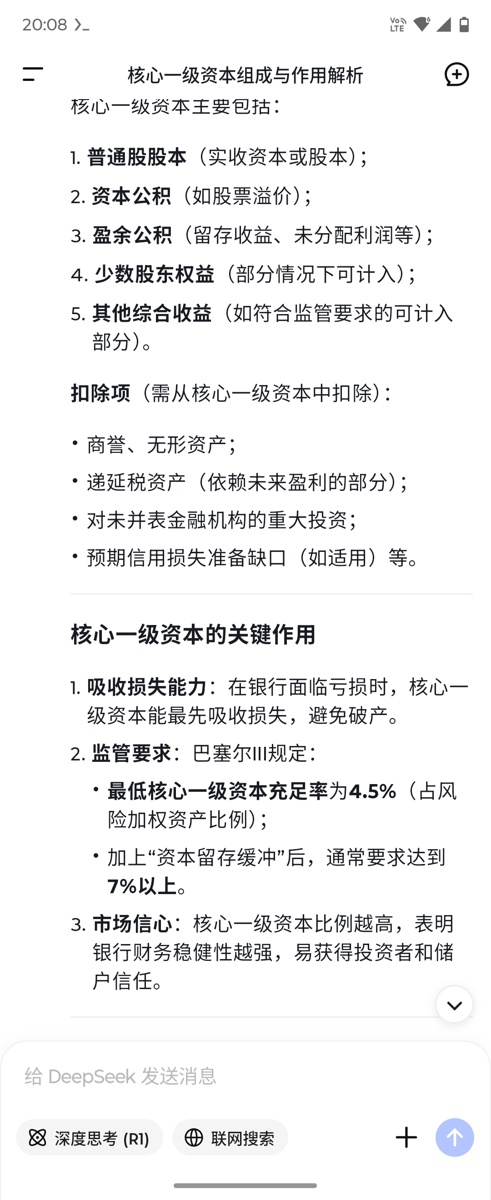 20:08
Vo
LTE
核心一级资本组成与作用解析
核心一级资本主要包括：
1. 普通股股本（实收资本或股本）；
2. 资本公积（如股票溢价）；
3. 盈余公积（留存收益、未分配利润等）；
4. 少数股东权益（部分情况下可计入）；
5. 其他综合收益（如符合监管要求的可计入
部分）。
扣除项（需从核心一级资本中扣除）：
• 商誉、无形资产；
• 递延税资产（依赖未来盈利的部分）；
• 对未并表金融机构的重大投资；
• 预期信用损失准备缺口（如适用）等。
核心一级资本的关键作用
1. 吸收损失能力：在银行面临亏损时，核心一
级资本能最先吸收损失，避免破产。
2. 监管要求：巴塞尔III规定：
• 最低核心一级资本充足率为4.5%（占风
险加权资产比例）；
• 加上“资本留存缓冲”后，通常要求达到
7%以上。
3. 市场信心：核心一级资本比例越高，表明
银行财务稳健性越强，易获得投资者和储
户信任。
给 DeepSeek 发送消息
深度思考 (R1)
联网搜索